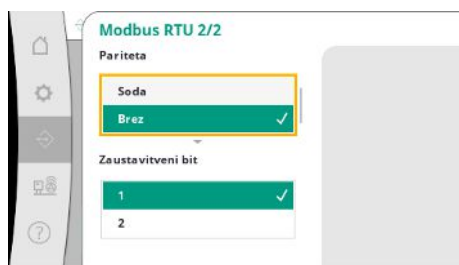 Modbus RTU 2/2
Pariteta
Soda
Brez
Zaustavitveni bit
1
2
?